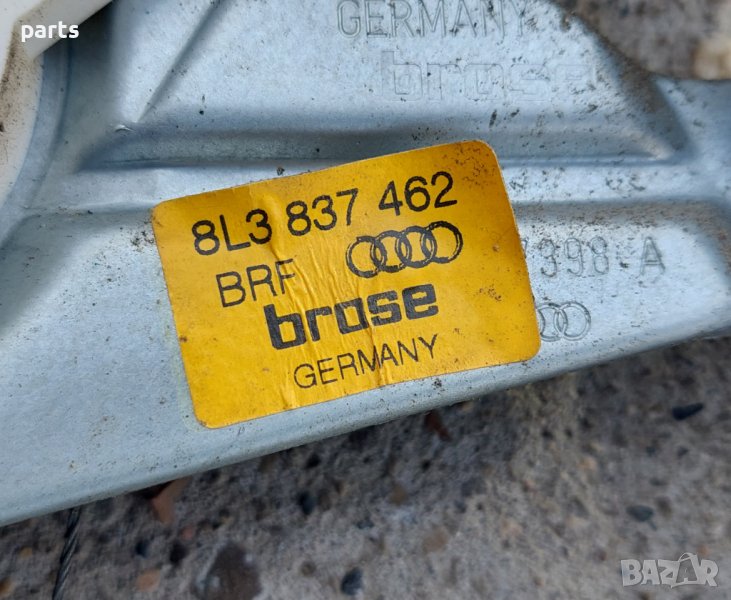 parts
GERMANY
brose
8L3 837 462
BRF
brose
GERMANY
398 A
BAZAR